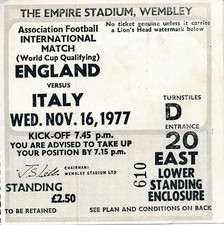 THE EMPIRE STADIUM, WEMBLEY
Association Football
INTERNATIONAL
MATCH
(World Cup Qualifying)
No ticket genuine unless it carries
a Lion's Head watermark below
ENGLAND
VERSUS
ITALY
WED. NOV. 16, 1977
KICK-OFF 7.45 p.m.
YOU ARE ADVISED TO TAKE UP
YOUR POSITION BY 7.15 p.m.
CHAIRMAN:
WEMBLEY STADIUM LTD
STANDING
£2.50
TURNSTILES
D
ENTRANCE
20
EAST
LOWER
STANDING
ENCLOSURE
610
TO BE RETAINED
SEE PLAN AND CONDITIONS ON BACK